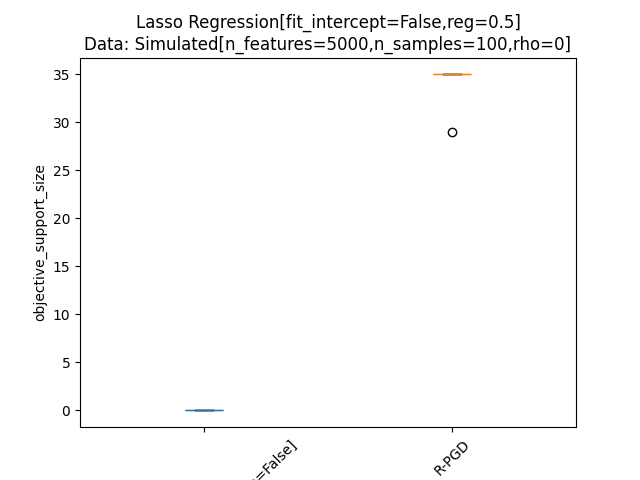 Lasso Regression[fit_intercept=False,reg=0.5]
Data: Simulated[n_features=5000,n_samples=100,rho=0]
35
30
25
20
15
10
5
0
objective_support_size
=False]
R-PGD